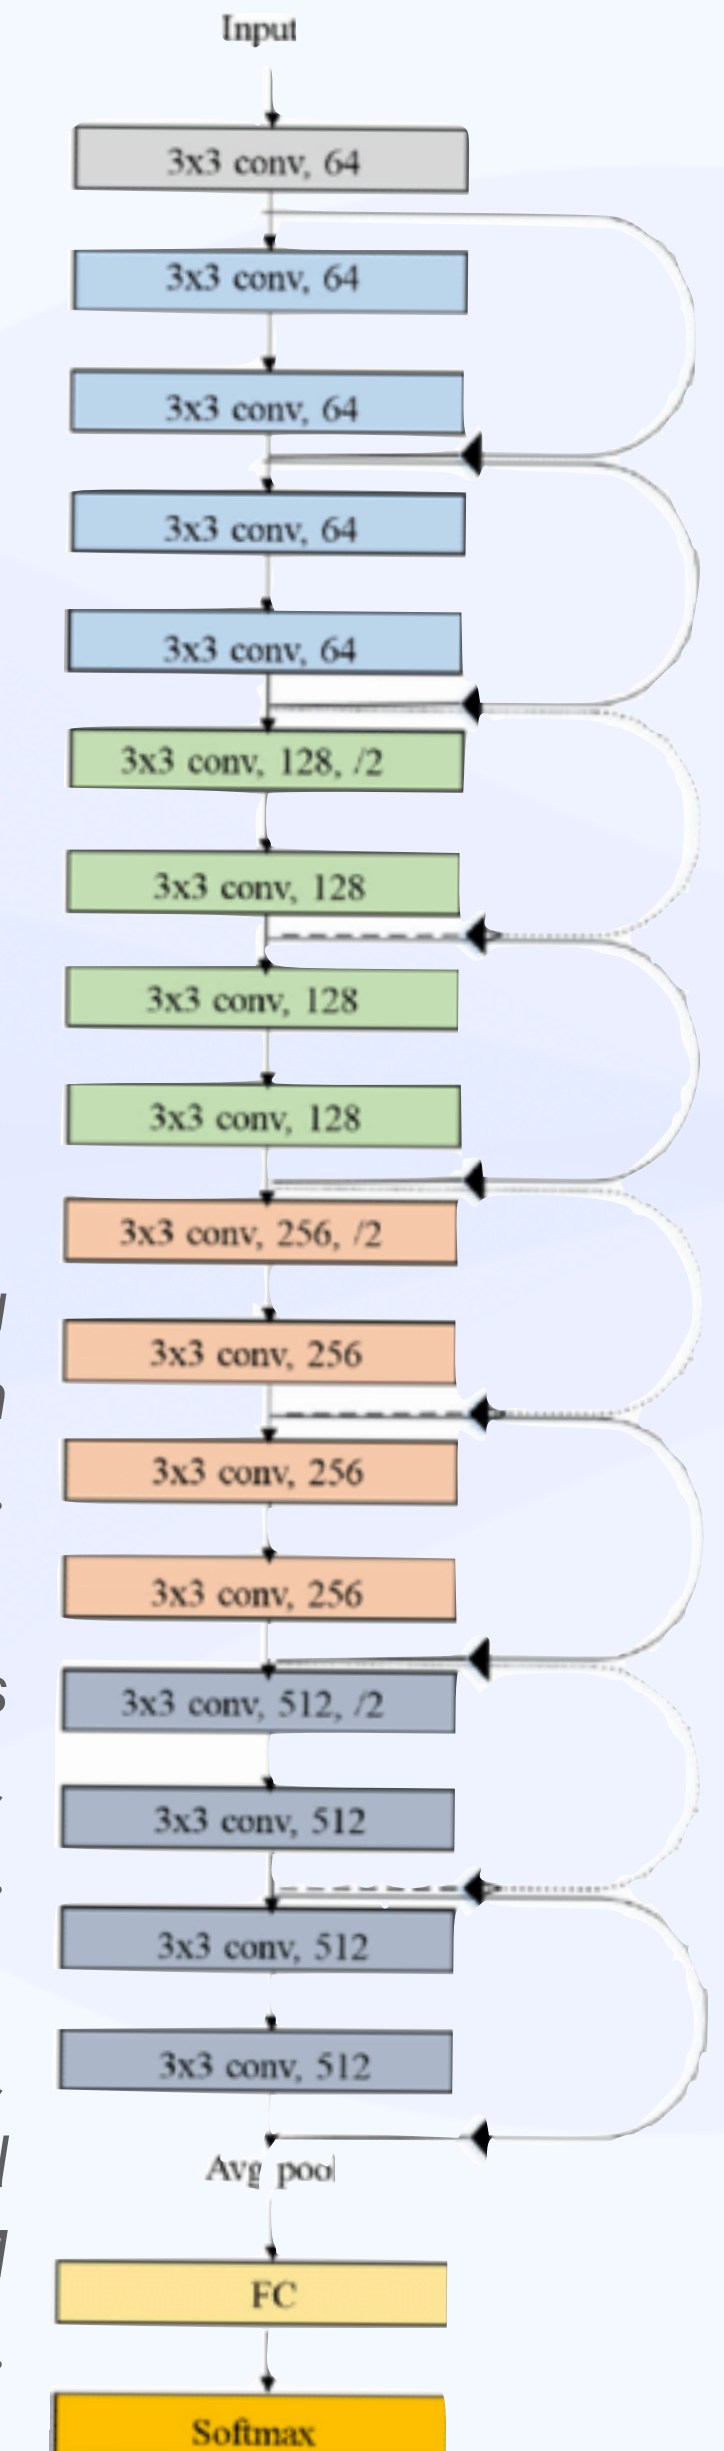 Input
3x3 conv, 64
3x3 conv, 64
3x3 conv, 64
3x3 conv, 64
3x3 conv, 64
3x3 conv, 128, /2
3x3 conv, 128
3x3 conv, 128
3x3 conv, 128
3x3 conv, 256, /2
3x3 conv, 256
3x3 conv, 256
3x3 conv, 256
3x3 conv, 512, /2
3x3 conv, 512
3x3 conv, 512
3x3 conv, 512
Avg pool
FC
Softmax